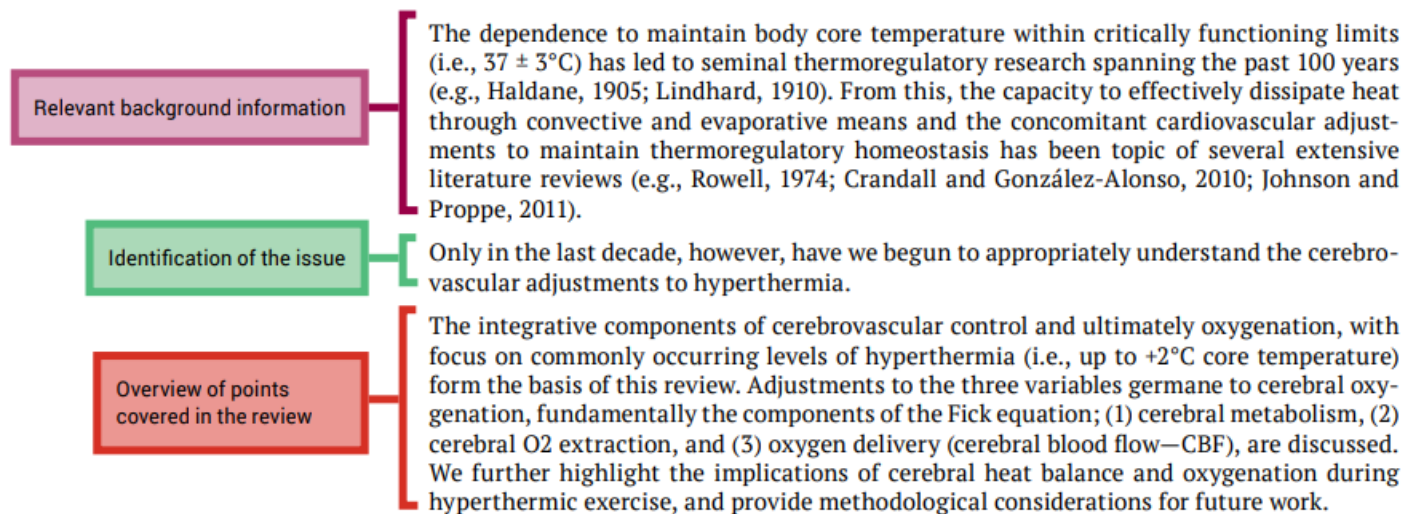 Relevant background information
The dependence to maintain body core temperature within critically functioning limits
(i.e., 37 ± 3°C) has led to seminal thermoregulatory research spanning the past 100 years
(e.g., Haldane, 1905; Lindhard, 1910). From this, the capacity to effectively dissipate heat
through convective and evaporative means and the concomitant cardiovascular adjust-
ments to maintain thermoregulatory homeostasis has been topic of several extensive
literature reviews (e.g., Rowell, 1974; Crandall and González-Alonso, 2010; Johnson and
Proppe, 2011).
Identification of the issue
Only in the last decade, however, have we begun to appropriately understand the cerebro-
vascular adjustments to hyperthermia.
Overview of points
covered in the review
The integrative components of cerebrovascular control and ultimately oxygenation, with
focus on commonly occurring levels of hyperthermia (i.e., up to +2°C core temperature)
form the basis of this review. Adjustments to the three variables germane to cerebral oxy-
genation, fundamentally the components of the Fick equation; (1) cerebral metabolism, (2)
cerebral O2 extraction, and (3) oxygen delivery (cerebral blood flow—CBF), are discussed.
We further highlight the implications of cerebral heat balance and oxygenation during
hyperthermic exercise, and provide methodological considerations for future work.